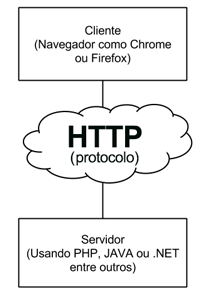 Cliente
(Navegador como Chrome
ou Firefox)
HTTP
(protocolo)
Servidor
(Usando PHP, JAVA ou .NET
entre outros)